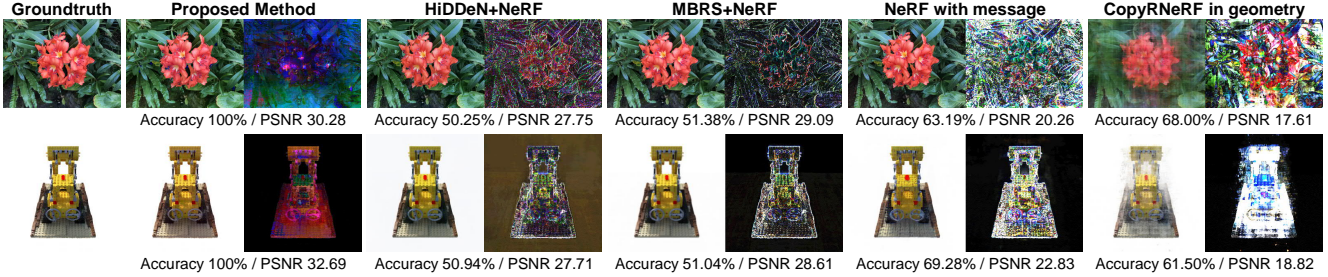 Groundtruth Proposed Method HiDDeN+NeRF MBRS+NeRF NeRF with message CopyRNeRF in geometry
Accuracy 100% / PSNR 30.28 Accuracy 50.25% / PSNR 27.75 Accuracy 51.38% / PSNR 29.09 Accuracy 63.19% / PSNR 20.26 Accuracy 68.00% / PSNR 17.61
Accuracy 100% / PSNR 32.69 Accuracy 50.94% / PSNR 27.71 Accuracy 51.04% / PSNR 28.61 Accuracy 69.28% / PSNR 22.83 Accuracy 61.50% / PSNR 18.82